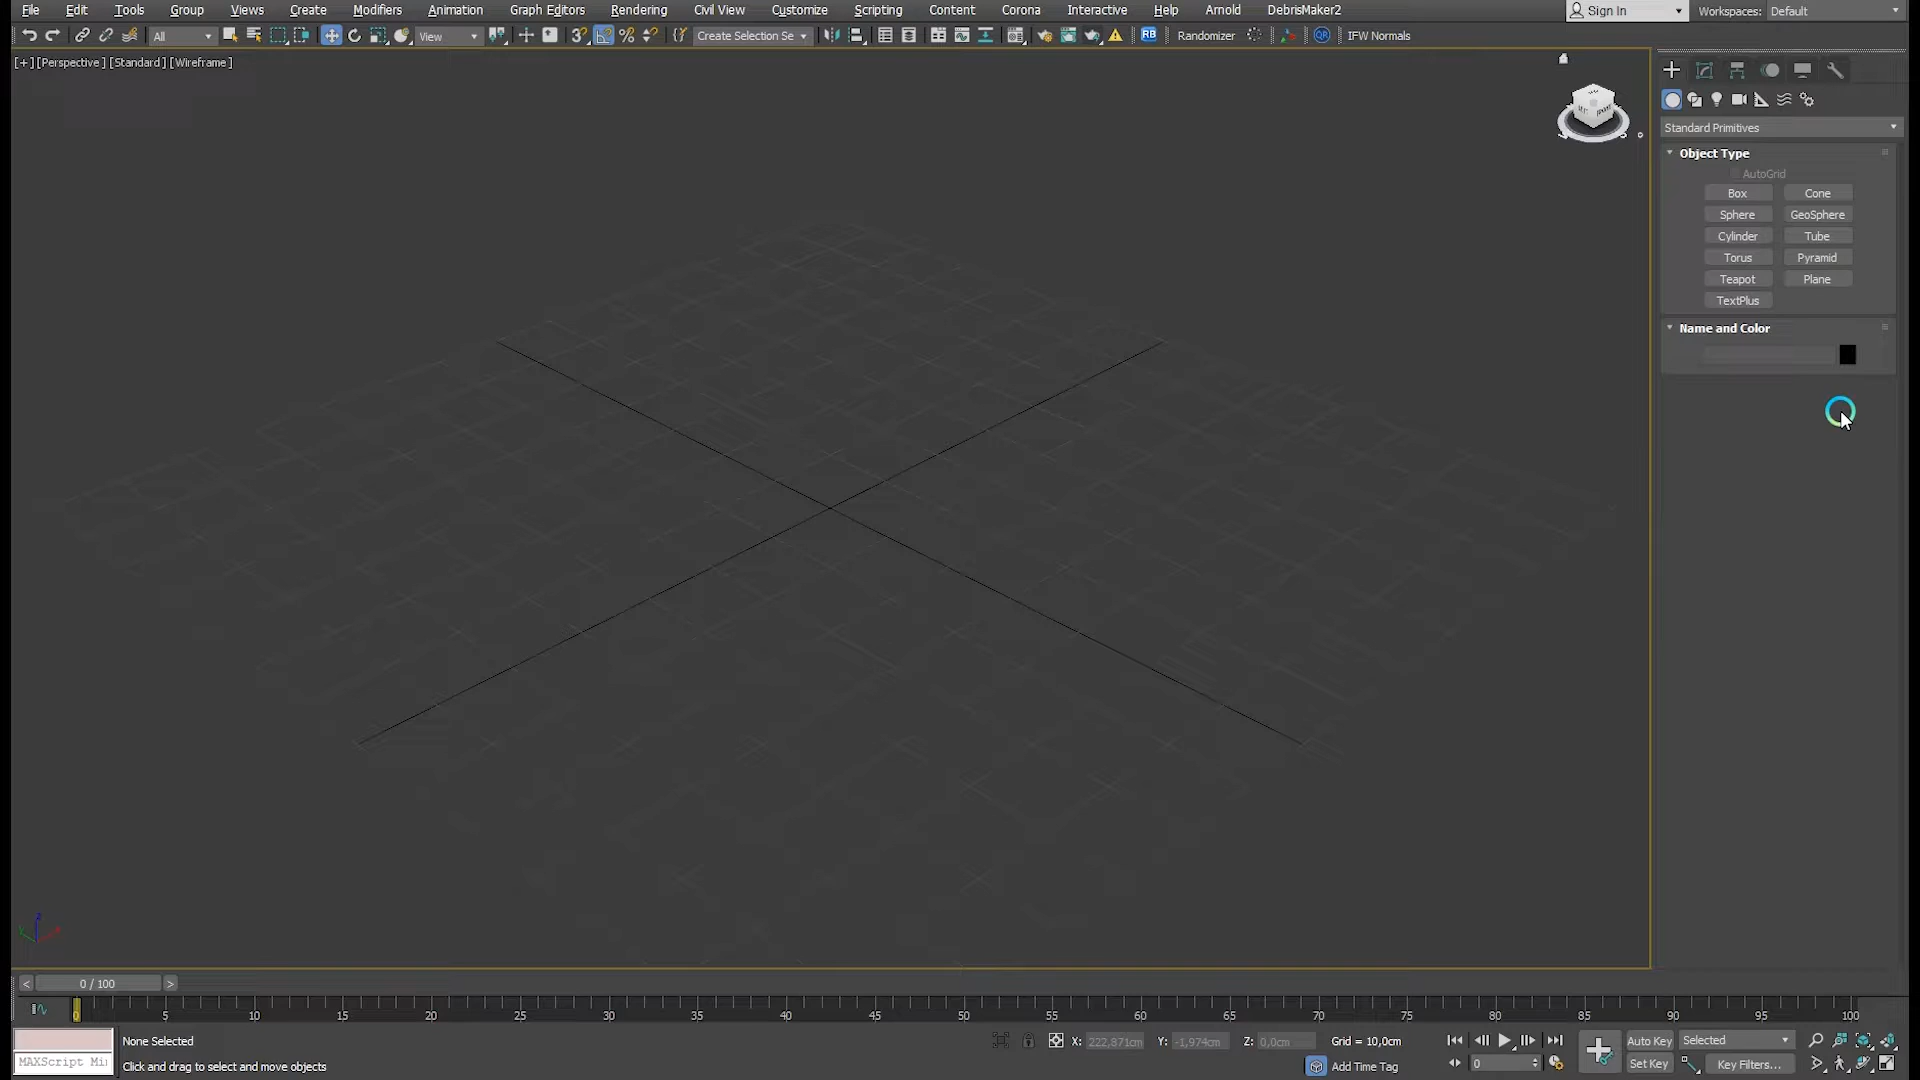 File Edit Tools Group Views Create Modifiers Animation Graph Editors Rendering Civil View Customize Scripting Content Corona Interactive Help Arnold DebrisMaker2 Sign In Workspaces: Default
All View Create Selection Se RB Randomizer QR IFW Normals
[+] [Perspective] [Standard] [Wireframe]
Standard Primitives
Object Type
AutoGrid
Box Cone
Sphere GeoSphere
Cylinder Tube
Torus Pyramid
Teapot Plane
TextPlus
Name and Color
z
< 0 / 100 >
0 5 10 15 20 25 30 35 40 45 50 55 60 65 70 75 80 85 90 95 100
None Selected X: 222,871cm Y: -1,974cm Z: 0,0cm Grid = 10,0cm Auto Key Selected
MAXScript Mi Click and drag to select and move objects Add Time Tag 0 Set Key Key Filters...